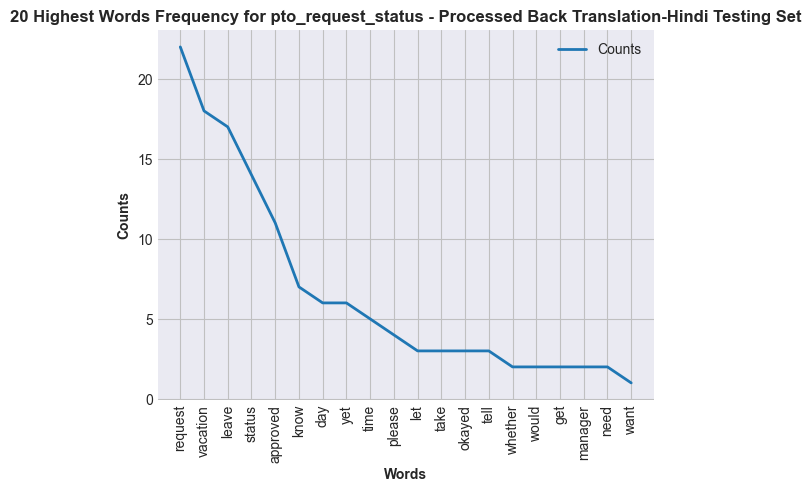 20 Highest Words Frequency for pto_request_status - Processed Back Translation-Hindi Testing Set
Counts
20
15
10
5
0
Counts
request
vacation
leave
status
approved
know
day
yet
time
please
let
take
okayed
tell
whether
would
get
manager
need
want
Words